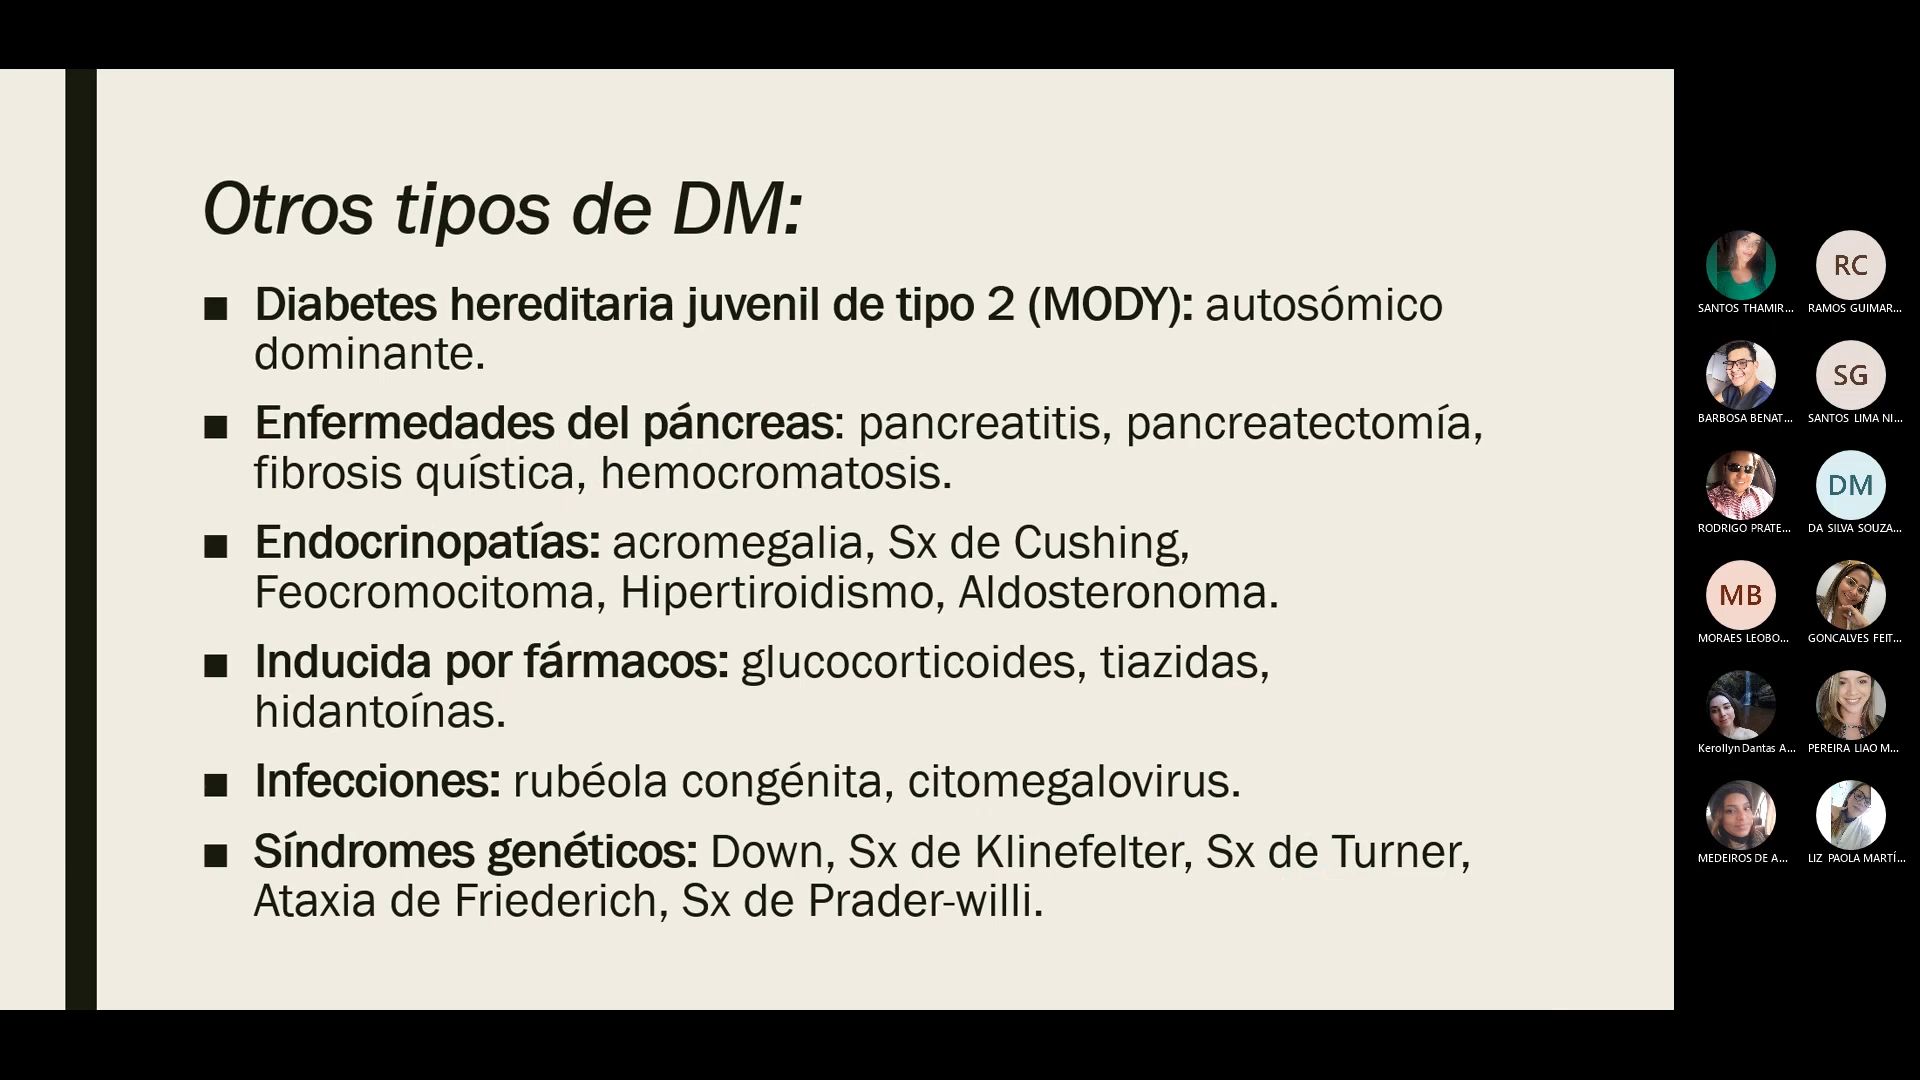 Otros tipos de DM:
■ Diabetes hereditaria juvenil de tipo 2 (MODY): autosómico
dominante.
■ Enfermedades del páncreas: pancreatitis, pancreatectomía,
fibrosis quística, hemocromatosis.
■ Endocrinopatías: acromegalia, Sx de Cushing,
Feocromocitoma, Hipertiroidismo, Aldosteronoma.
■ Inducida por fármacos: glucocorticoides, tiazidas,
hidantoínas.
■ Infecciones: rubéola congénita, citomegalovirus.
■ Síndromes genéticos: Down, Sx de Klinefelter, Sx de Turner,
Ataxia de Friederich, Sx de Prader-willi.
RC
SANTOS THAMIR... RAMOS GUIMAR...
SG
BARBOSA BENAT... SANTOS LIMA NI...
DM
RODRIGO PRATE... DA SILVA SOUZA...
MB
MORAES LEOBO... GONCALVES FEIT...
Kerollyn Dantas A... PEREIRA LIAO M...
MEDEIROS DE A... LIZ PAOLA MARTÍ...